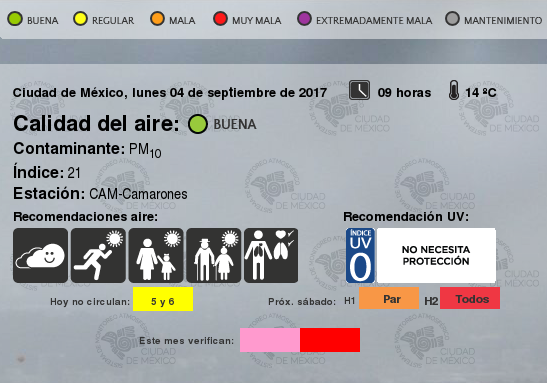 BUENA REGULAR MALA MUY MALA EXTREMADAMENTE MALA MANTENIMIENTO
Ciudad de México, lunes 04 de septiembre de 2017 09 horas 14 ºC
Calidad del aire: BUENA
Contaminante: PM10
Índice: 21
Estación: CAM-Camarones
Recomendaciones aire: Recomendación UV:
ÍNDICE
UV
0
NO NECESITA
PROTECCIÓN
Hoy no circulan: 5 y 6 Próx. sábado: H1 Par H2 Todos
Este mes verifican:
CIUDAD
DE MÉXICO